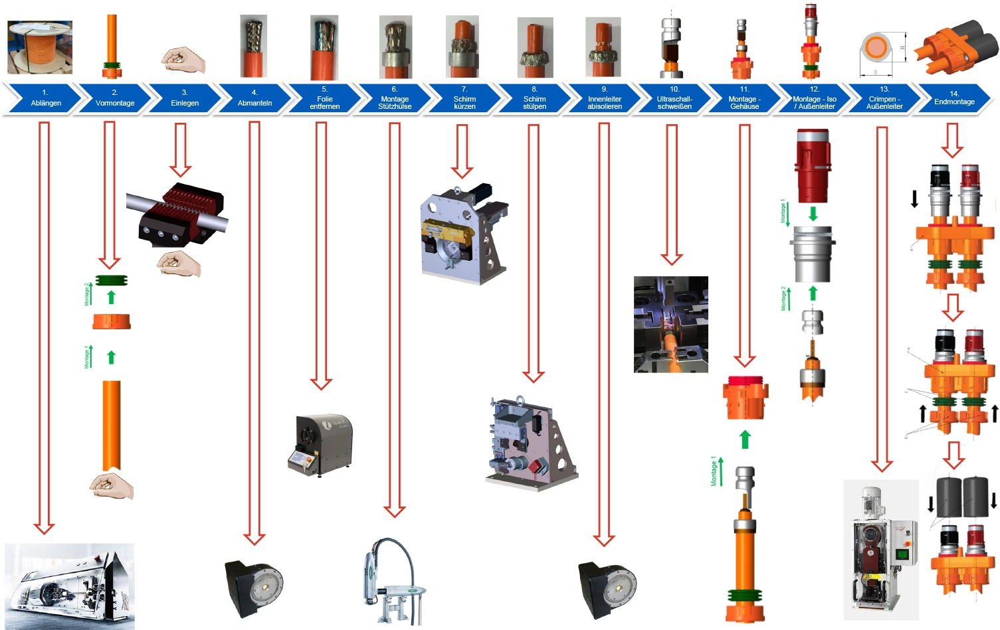 1.
Ablängen
2.
Vormontage
3.
Einlegen
4.
Abmanteln
5.
Folie
entfernen
6.
Montage
Stützhülse
7.
Schirm
kürzen
8.
Schirm
stülpen
9.
Innenleiter
abisolieren
10.
Ultraschall-
schweißen
11.
Montage -
Gehäuse
12.
Montage - Iso
/ Außenleiter
13.
Crimpen -
Außenleiter
14.
Endmontage
H
B
Montage 2
Montage 1
Montage 1
Montage 1
Montage 2